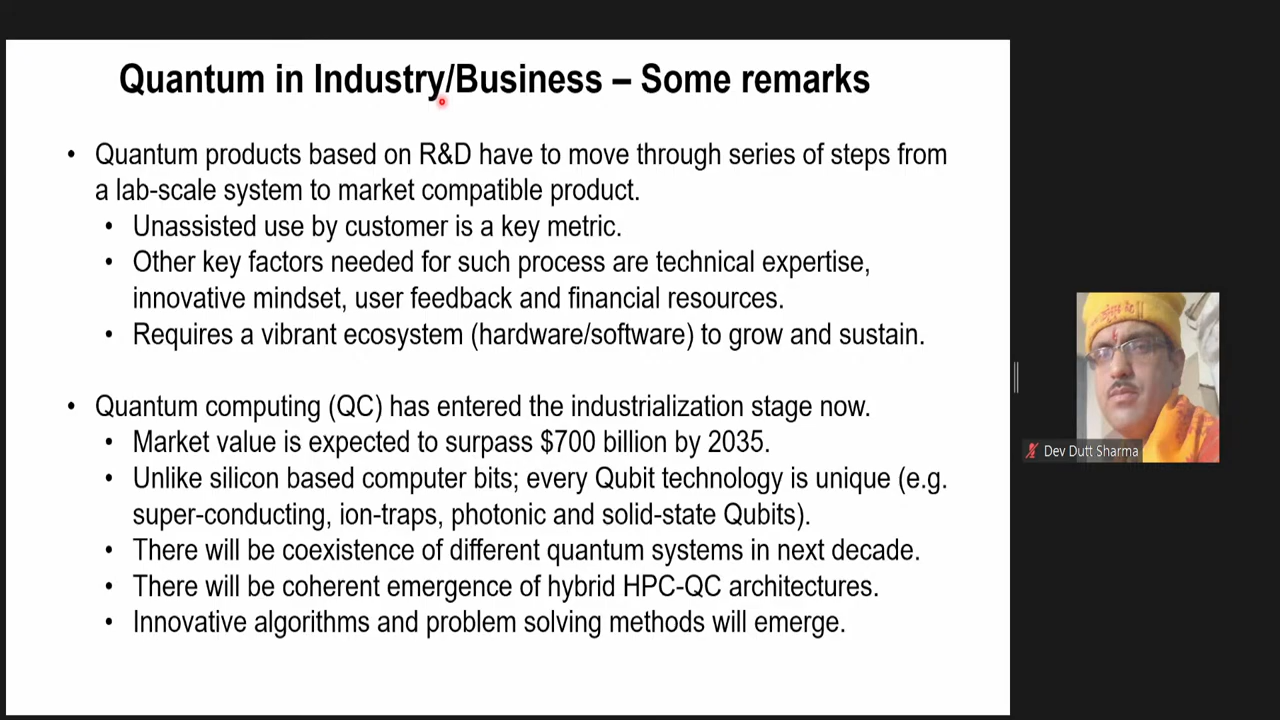 Quantum in Industry/Business – Some remarks
• Quantum products based on R&D have to move through series of steps from
a lab-scale system to market compatible product.
• Unassisted use by customer is a key metric.
• Other key factors needed for such process are technical expertise,
innovative mindset, user feedback and financial resources.
• Requires a vibrant ecosystem (hardware/software) to grow and sustain.
• Quantum computing (QC) has entered the industrialization stage now.
• Market value is expected to surpass $700 billion by 2035.
• Unlike silicon based computer bits; every Qubit technology is unique (e.g.
super-conducting, ion-traps, photonic and solid-state Qubits).
• There will be coexistence of different quantum systems in next decade.
• There will be coherent emergence of hybrid HPC-QC architectures.
• Innovative algorithms and problem solving methods will emerge.
Dev Dutt Sharma